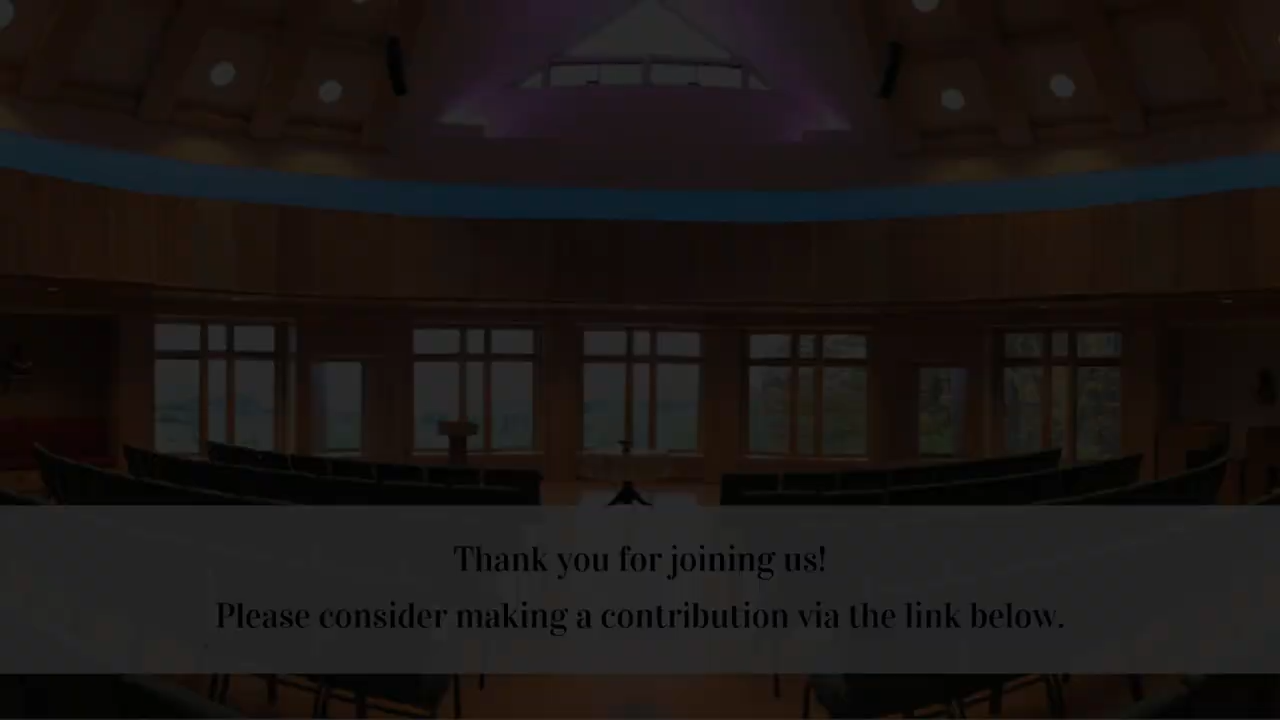 Thank you for joining us!
Please consider making a contribution via the link below.